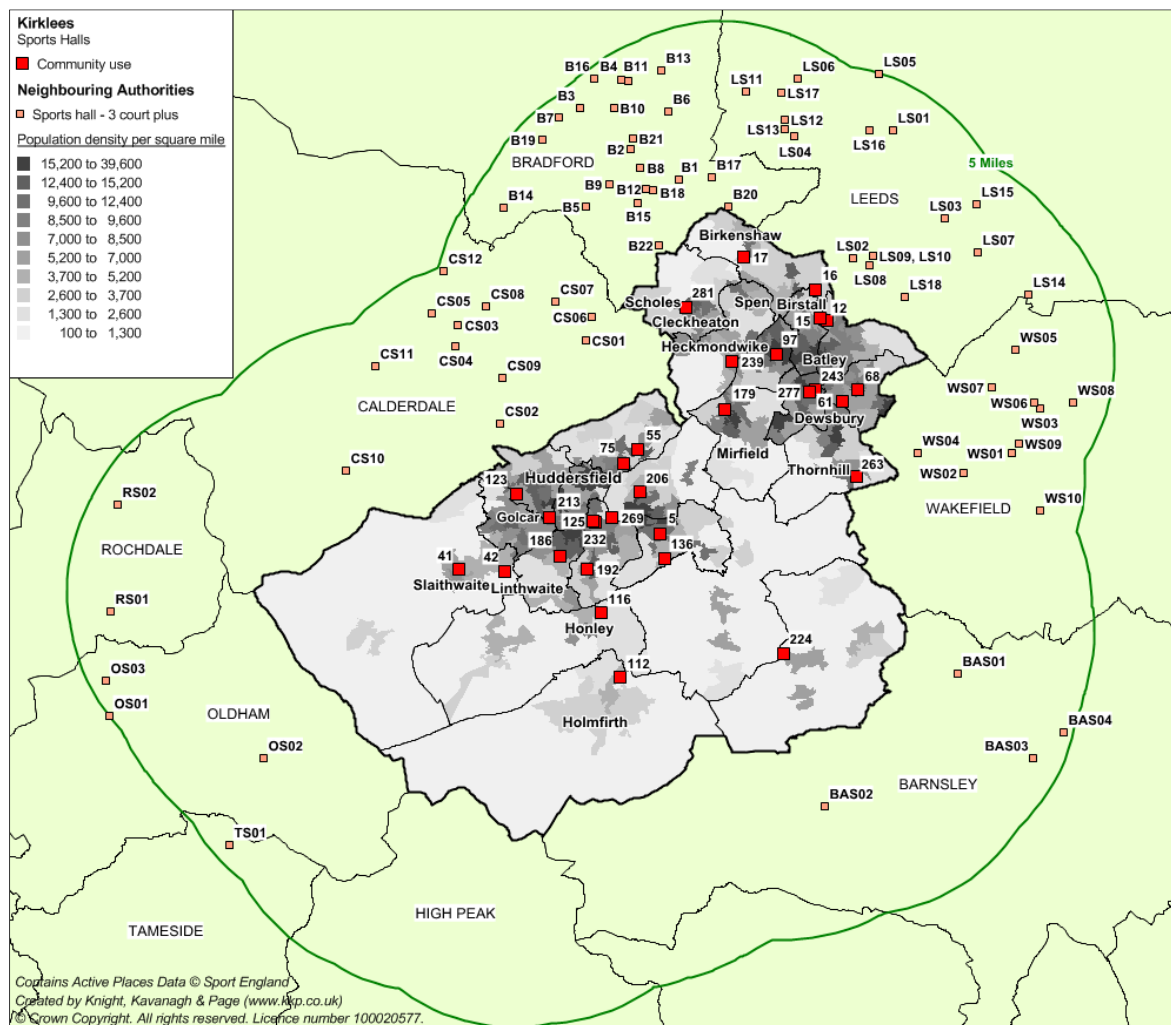 Kirklees
Sports Halls
Community use
Neighbouring Authorities
Sports hall - 3 court plus
Population density per square mile
15,200 to 39,600
12,400 to 15,200
9,600 to 12,400
8,500 to 9,600
7,000 to 8,500
5,200 to 7,000
3,700 to 5,200
2,600 to 3,700
1,300 to 2,600
100 to 1,300
B16
B4
B11
B13
B3
B10
B6
B7
B19
B21
BRADFORD
B2
B8
B1
B17
B9
B12
B18
B14
B5
B15
B20
B22
LS11
LS06
LS05
LS17
LS12
LS13
LS04
LS16
LS01
5 Miles
LEEDS
LS03
LS15
LS02
LS09, LS10
LS08
LS07
LS18
LS14
CS12
CS05
CS08
CS07
CS03
CS06
CS04
CS01
CS11
CS09
CALDERDALE
CS02
CS10
Birkenshaw
17
16
281
Scholes
Spen
Birstall
12
Cleckheaton
15
97
Heckmondwike
Batley
239
243
68
277
61
179
Dewsbury
Mirfield
Thornhill
263
WS05
WS07
WS08
WS06
WS03
WS04
WS09
WS01
WS02
WAKEFIELD
WS10
55
75
Huddersfield
123
206
213
Golcar
125
269
5
186
232
136
41
42
192
Slaithwaite
Linthwaite
116
Honley
224
112
Holmfirth
RS02
ROCHDALE
RS01
OS03
OS01
OLDHAM
OS02
TS01
TAMESIDE
HIGH PEAK
BAS01
BAS04
BAS03
BARNSLEY
BAS02
Contains Active Places Data © Sport England
Created by Knight, Kavanagh & Page (www.kkp.co.uk)
© Crown Copyright. All rights reserved. Licence number 100020577.